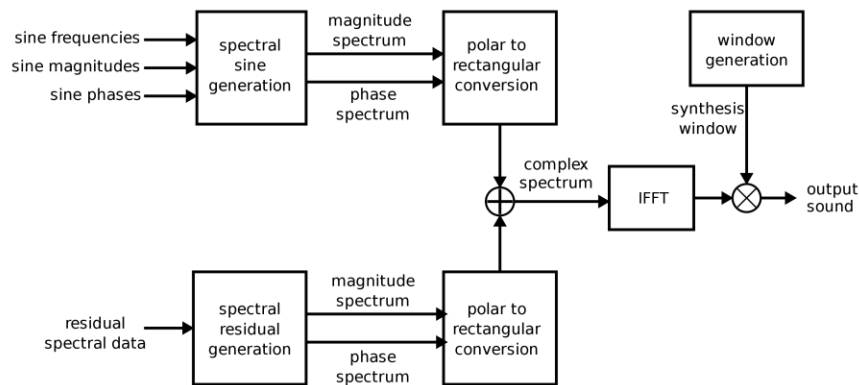 sine frequencies
sine magnitudes
sine phases
spectral
sine
generation
magnitude
spectrum
phase
spectrum
polar to
rectangular
conversion
window
generation
synthesis
window
complex
spectrum
IFFT
output
sound
residual
spectral data
spectral
residual
generation
magnitude
spectrum
phase
spectrum
polar to
rectangular
conversion